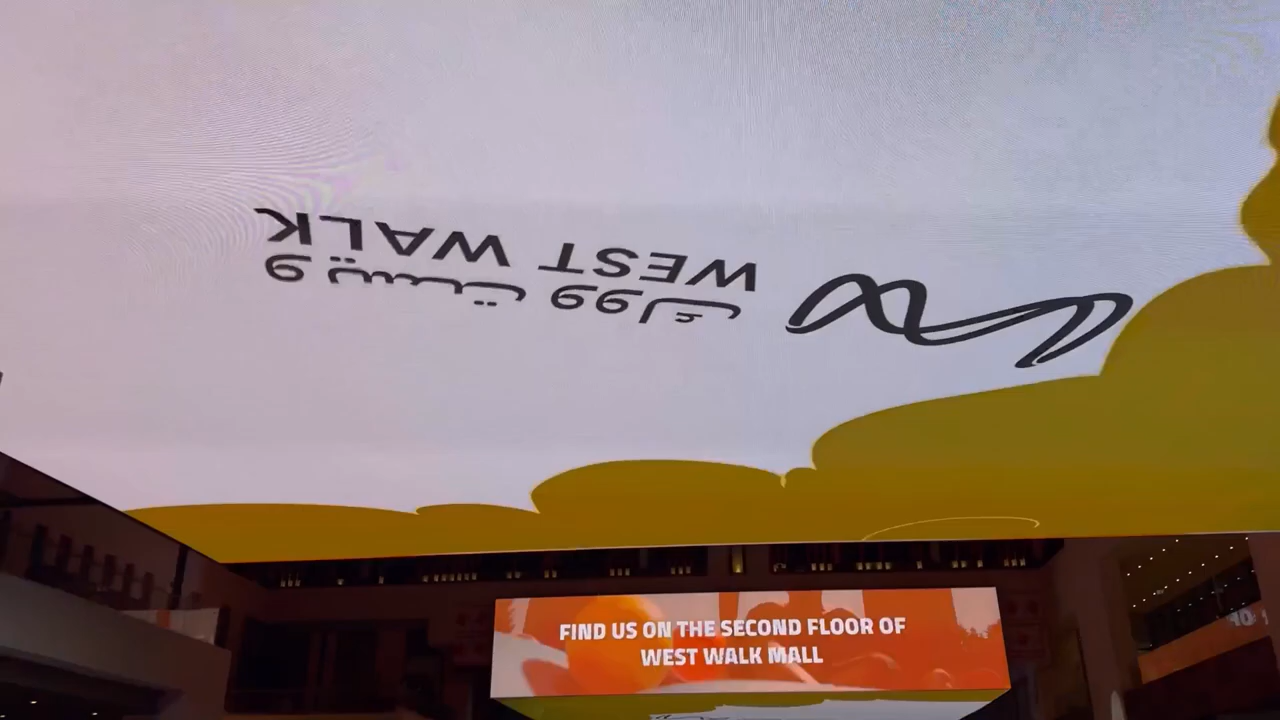 ويست ووك
WEST WALK
FIND US ON THE SECOND FLOOR OF
WEST WALK MALL